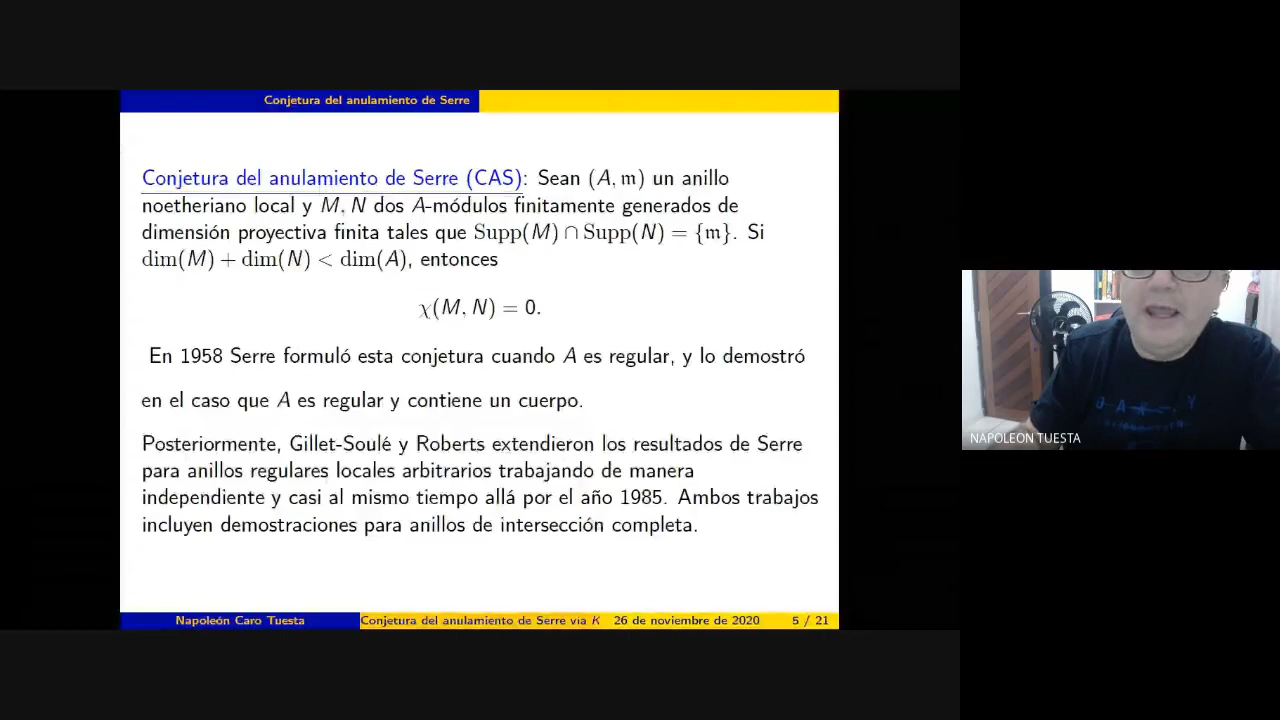 Conjetura del anulamiento de Serre
Conjetura del anulamiento de Serre (CAS): Sean (A, 𝔪) un anillo
noetheriano local y M, N dos A-módulos finitamente generados de
dimensión proyectiva finita tales que Supp(M) ∩ Supp(N) = {𝔪}. Si
dim(M) + dim(N) < dim(A), entonces
χ(M, N) = 0.
En 1958 Serre formuló esta conjetura cuando A es regular, y lo demostró
en el caso que A es regular y contiene un cuerpo.
Posteriormente, Gillet-Soulé y Roberts extendieron los resultados de Serre
para anillos regulares locales arbitrarios trabajando de manera
independiente y casi al mismo tiempo allá por el año 1985. Ambos trabajos
incluyen demostraciones para anillos de intersección completa.
Napoleón Caro Tuesta Conjetura del anulamiento de Serre via K 26 de noviembre de 2020 5 / 21
NAPOLEON TUESTA